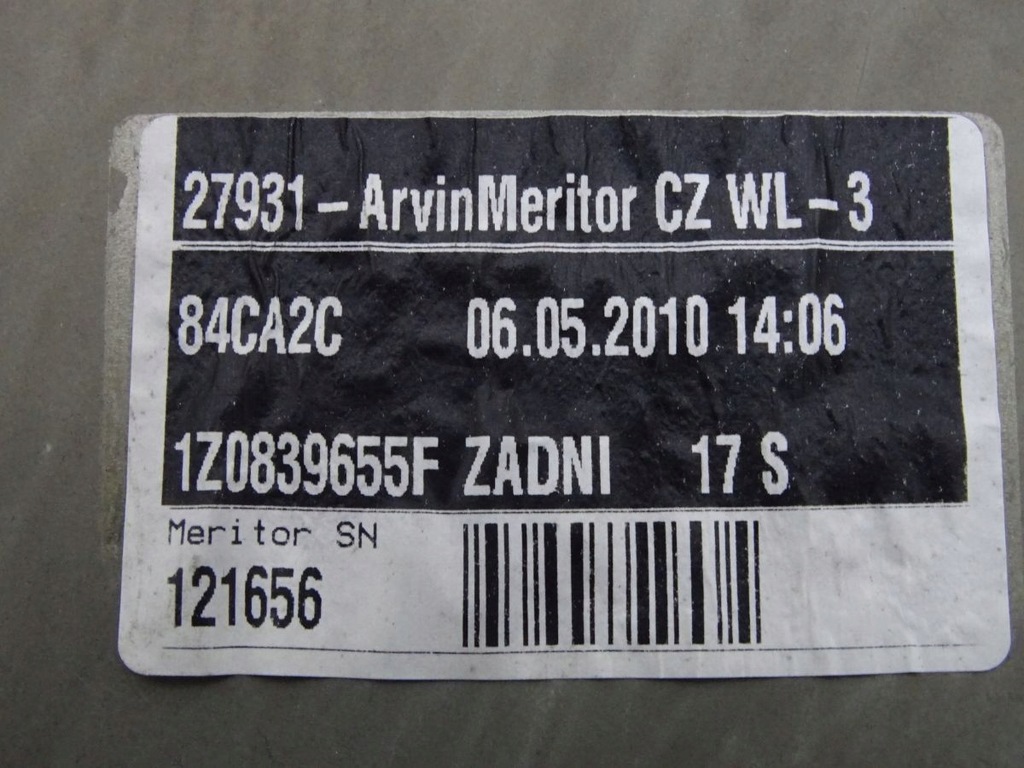 27931 - ArvinMeritor CZ WL - 3
84CA2C 06.05.2010 14:06
1Z0839655F ZADNI 17 S
Meritor SN
121656